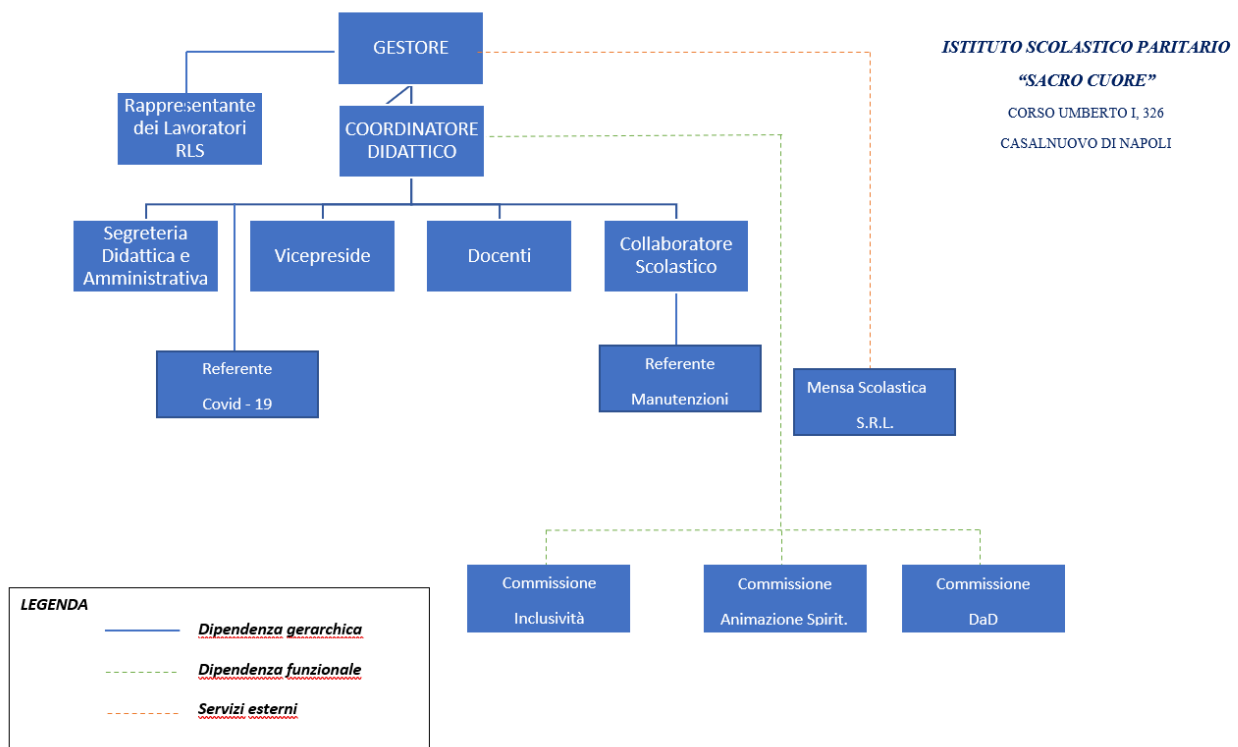 GESTORE
ISTITUTO SCOLASTICO PARITARIO
“SACRO CUORE”
CORSO UMBERTO I, 326
CASALNUOVO DI NAPOLI
Rappresentante
dei Lavoratori
RLS
COORDINATORE
DIDATTICO
Segreteria
Didattica e
Amministrativa
Vicepreside
Docenti
Collaboratore
Scolastico
Referente
Covid - 19
Referente
Manutenzioni
Mensa Scolastica
S.R.L.
Commissione
Inclusività
Commissione
Animazione Spirit.
Commissione
DaD
LEGENDA
Dipendenza gerarchica
Dipendenza funzionale
Servizi esterni